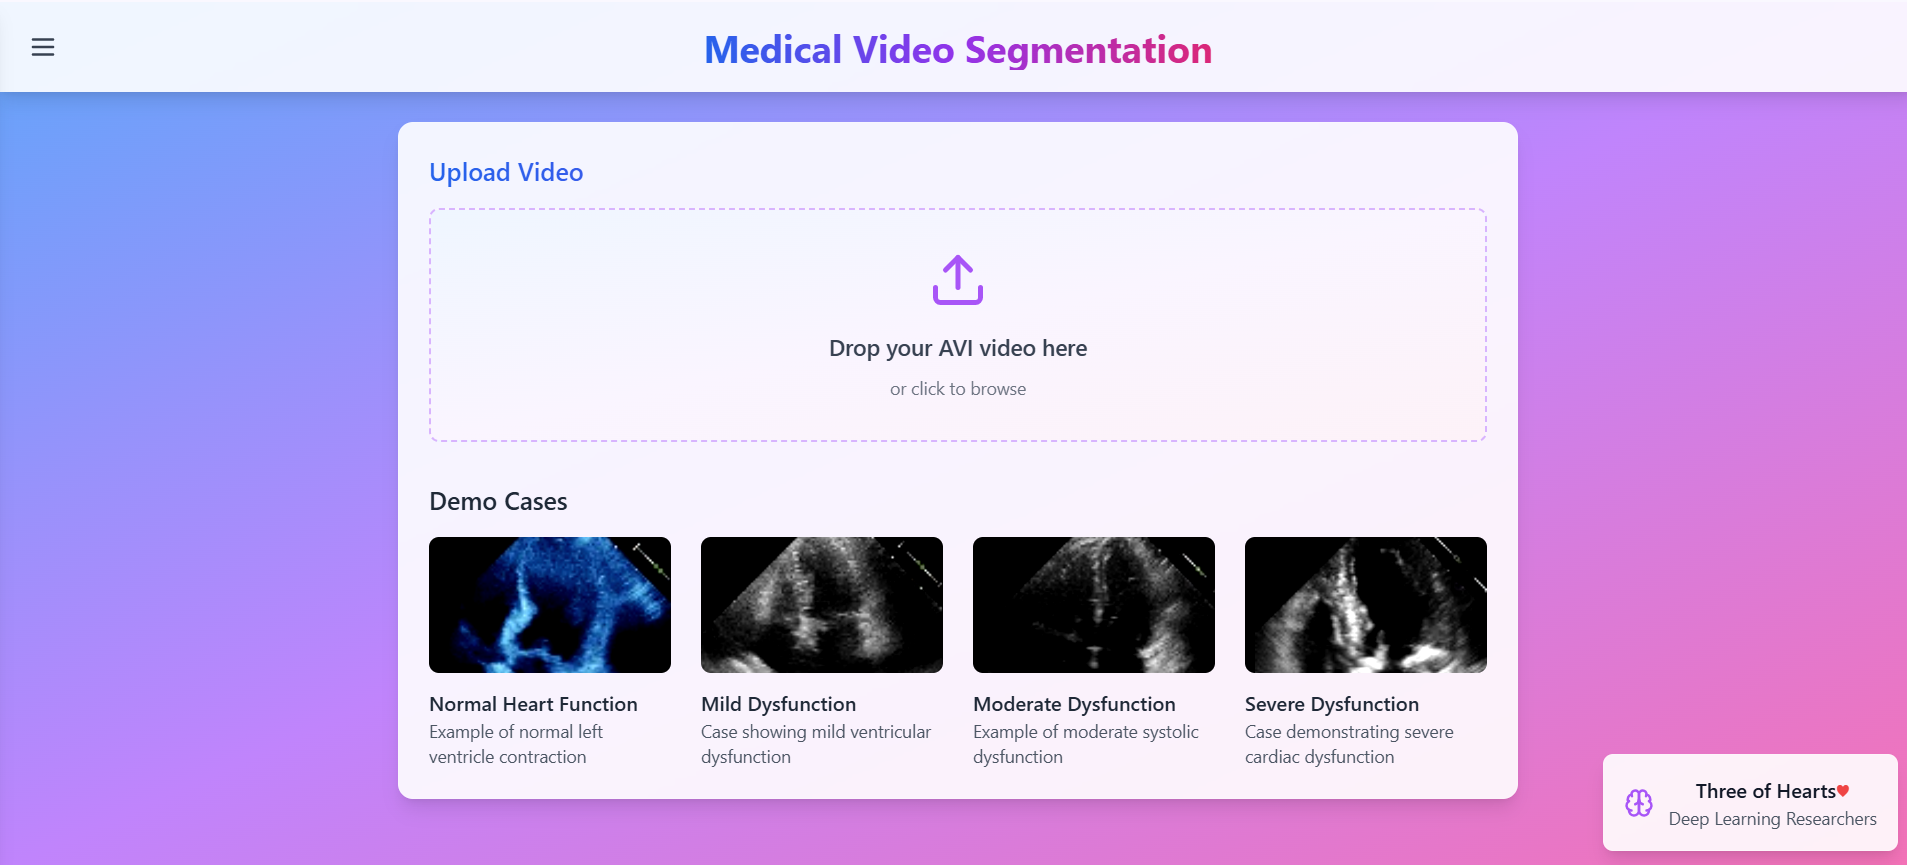 Medical Video Segmentation
Upload Video
Drop your AVI video here
or click to browse
Demo Cases
Normal Heart Function
Example of normal left
ventricle contraction
Mild Dysfunction
Case showing mild ventricular
dysfunction
Moderate Dysfunction
Example of moderate systolic
dysfunction
Severe Dysfunction
Case demonstrating severe
cardiac dysfunction
Three of Hearts♥
Deep Learning Researchers